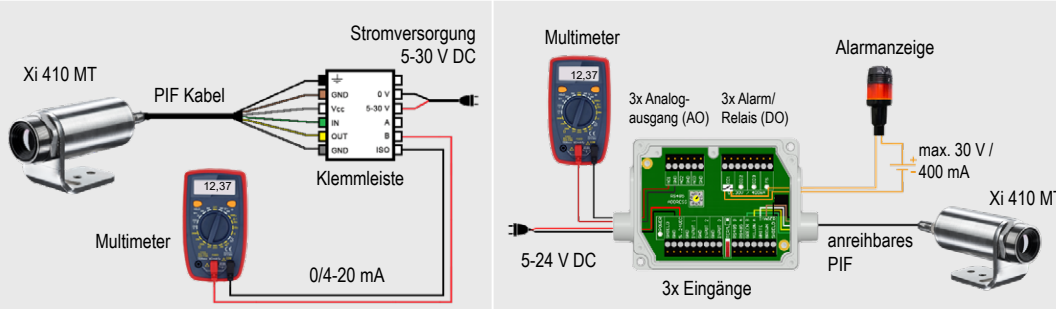 Stromversorgung
5-30 V DC
Xi 410 MT
PIF Kabel
GND
Vcc
IN
OUT
GND
0 V
5-30 V
A
B
ISO
Klemmleiste
12,37
Multimeter
0/4-20 mA
Multimeter
12,37
Alarmanzeige
3x Analog-
ausgang (AO)
3x Alarm/
Relais (DO)
max. 30 V /
400 mA
Xi 410 MT
5-24 V DC
anreihbares
PIF
3x Eingänge